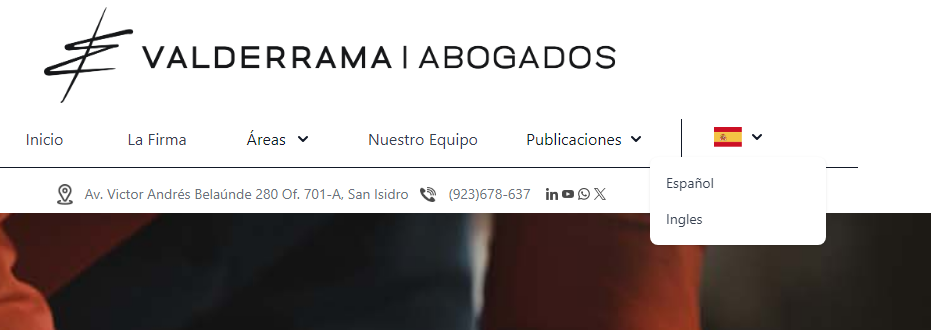 VALDERRAMA | ABOGADOS
Inicio La Firma Áreas Nuestro Equipo Publicaciones
Av. Victor Andrés Belaúnde 280 Of. 701-A, San Isidro (923)678-637
Español
Ingles